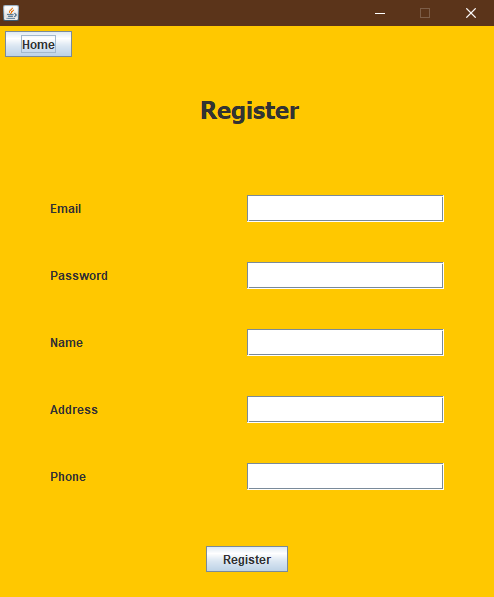 Home
Register
Email
Password
Name
Address
Phone
Register